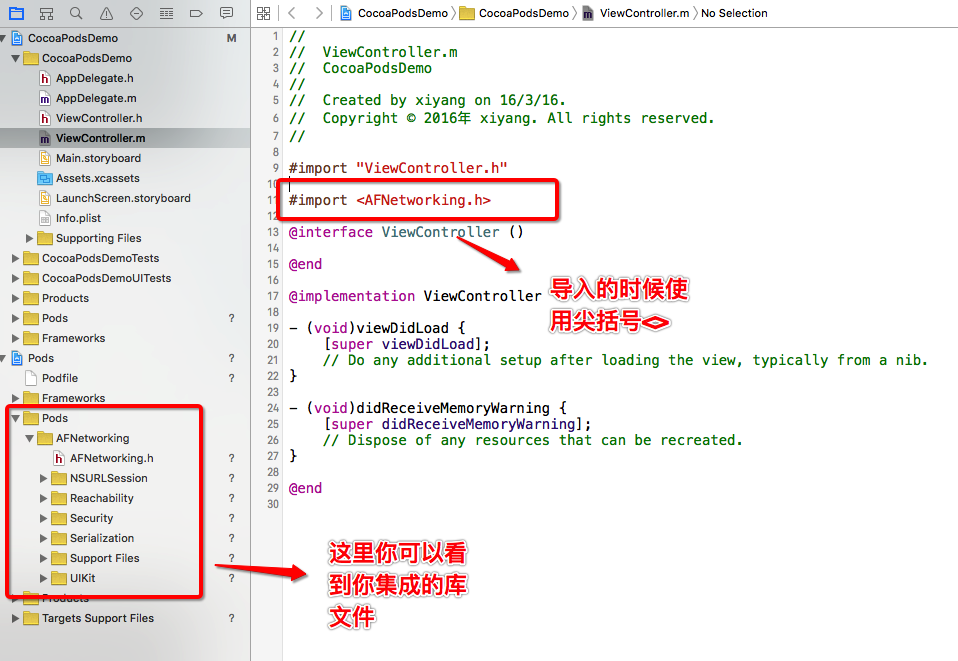 CocoaPodsDemo
M
CocoaPodsDemo
AppDelegate.h
AppDelegate.m
ViewController.h
ViewController.m
Main.storyboard
Assets.xcassets
LaunchScreen.storyboard
Info.plist
Supporting Files
CocoaPodsDemoTests
CocoaPodsDemoUITests
Products
Pods ?
Frameworks
Pods ?
Podfile ?
Frameworks
Pods
AFNetworking
AFNetworking.h ?
NSURLSession ?
Reachability ?
Security ?
Serialization ?
Support Files ?
UIKit ?
Products
Targets Support Files ?
CocoaPodsDemo CocoaPodsDemo ViewController.m No Selection
1 //
2 //  ViewController.m
3 //  CocoaPodsDemo
4 //
5 //  Created by xiyang on 16/3/16.
6 //  Copyright © 2016年 xiyang. All rights reserved.
7 //
8
9 #import "ViewController.h"
10
11 #import <AFNetworking.h>
12
13 @interface ViewController ()
14
15 @end
16
17 @implementation ViewController
18
19 - (void)viewDidLoad {
20     [super viewDidLoad];
21     // Do any additional setup after loading the view, typically from a nib.
22 }
23
24 - (void)didReceiveMemoryWarning {
25     [super didReceiveMemoryWarning];
26     // Dispose of any resources that can be recreated.
27 }
28
29 @end
30
导入的时候使
用尖括号<>
这里你可以看
到你集成的库
文件